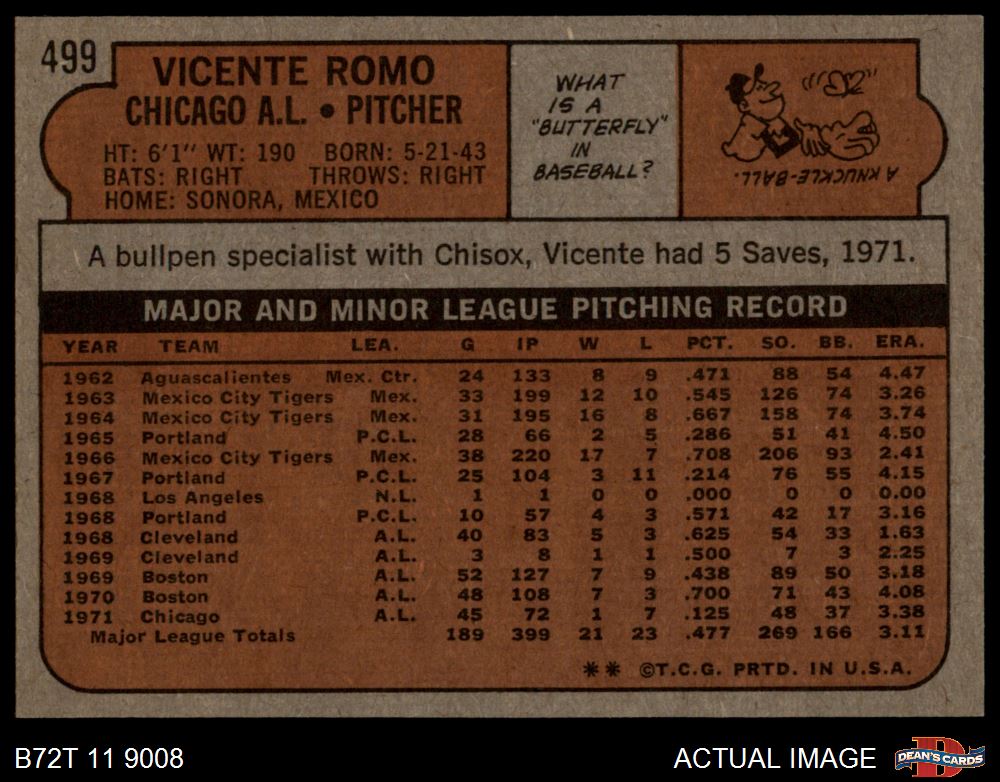 499
VICENTE ROMO
CHICAGO A.L. • PITCHER
HT: 6'1" WT: 190 BORN: 5-21-43
BATS: RIGHT THROWS: RIGHT
HOME: SONORA, MEXICO
WHAT
IS A
"BUTTERFLY"
IN
BASEBALL?
A KNUCKLE-BALL.
A bullpen specialist with Chisox, Vicente had 5 Saves, 1971.
MAJOR AND MINOR LEAGUE PITCHING RECORD
YEAR TEAM LEA. G IP W L PCT. SO. BB. ERA.
1962 Aguascalientes Mex. Ctr. 24 133 8 9 .471 88 54 4.47
1963 Mexico City Tigers Mex. 33 199 12 10 .545 126 74 3.26
1964 Mexico City Tigers Mex. 31 195 16 8 .667 158 74 3.74
1965 Portland P.C.L. 28 66 2 5 .286 51 41 4.50
1966 Mexico City Tigers Mex. 38 220 17 7 .708 206 93 2.41
1967 Portland P.C.L. 25 104 3 11 .214 76 55 4.15
1968 Los Angeles N.L. 1 1 0 0 .000 0 0 0.00
1968 Portland P.C.L. 10 57 4 3 .571 42 17 3.16
1968 Cleveland A.L. 40 83 5 3 .625 54 33 1.63
1969 Cleveland A.L. 3 8 1 1 .500 7 3 2.25
1969 Boston A.L. 52 127 7 9 .438 89 50 3.18
1970 Boston A.L. 48 108 7 3 .700 71 43 4.08
1971 Chicago A.L. 45 72 1 7 .125 48 37 3.38
Major League Totals 189 399 21 23 .477 269 166 3.11
** ©T.C.G. PRTD. IN U.S.A.
B72T 11 9008
ACTUAL IMAGE
D
DEAN'S CARDS